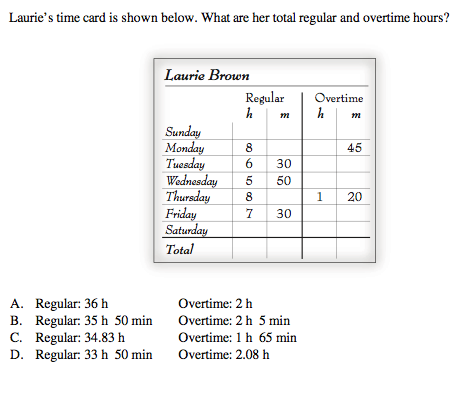 Laurie's time card is shown below. What are her total regular and overtime hours?
Laurie Brown
Regular Overtime
h m h m
Sunday
Monday 8 45
Tuesday 6 30
Wednesday 5 50
Thursday 8 1 20
Friday 7 30
Saturday
Total
A. Regular: 36 h Overtime: 2 h
B. Regular: 35 h 50 min Overtime: 2 h 5 min
C. Regular: 34.83 h Overtime: 1 h 65 min
D. Regular: 33 h 50 min Overtime: 2.08 h